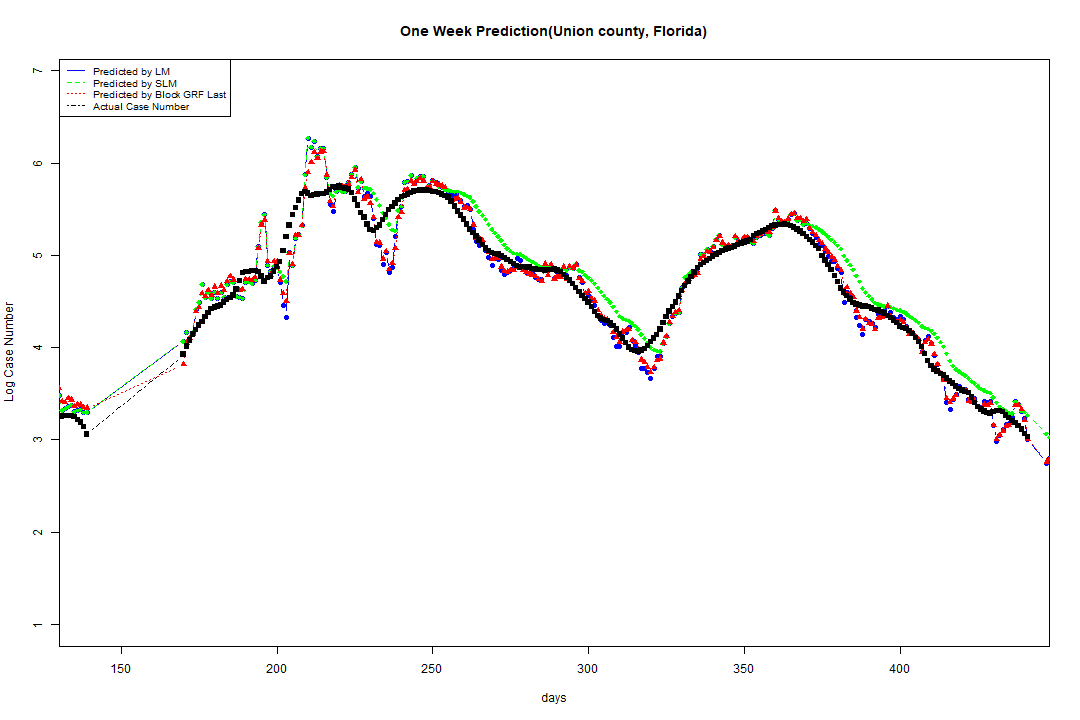 One Week Prediction(Union county, Florida)
Predicted by LM
Predicted by SLM
Predicted by Block GRF Last
Actual Case Number
7
6
5
4
3
2
1
Log Case Number
150 200 250 300 350 400
days